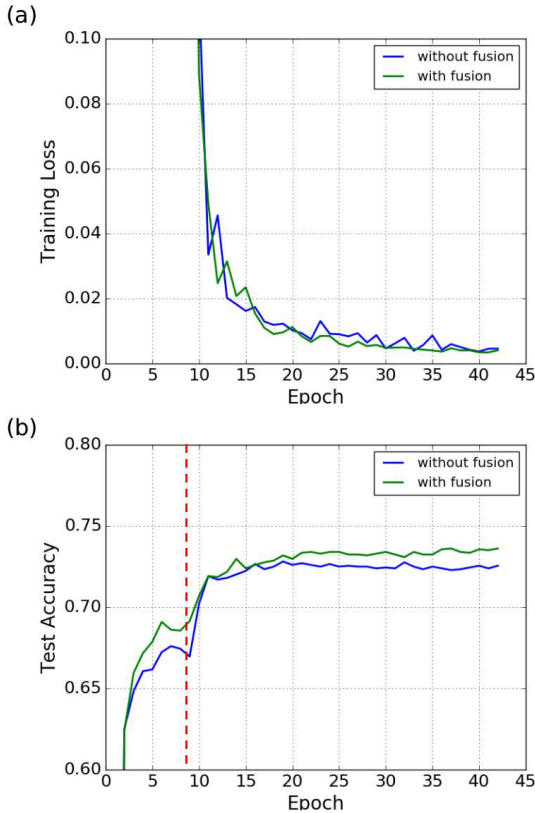 (a)
0.10
0.08
0.06
0.04
0.02
0.00
Training Loss
without fusion
with fusion
0 5 10 15 20 25 30 35 40 45
Epoch
(b)
0.80
0.75
0.70
0.65
0.60
Test Accuracy
without fusion
with fusion
0 5 10 15 20 25 30 35 40 45
Epoch